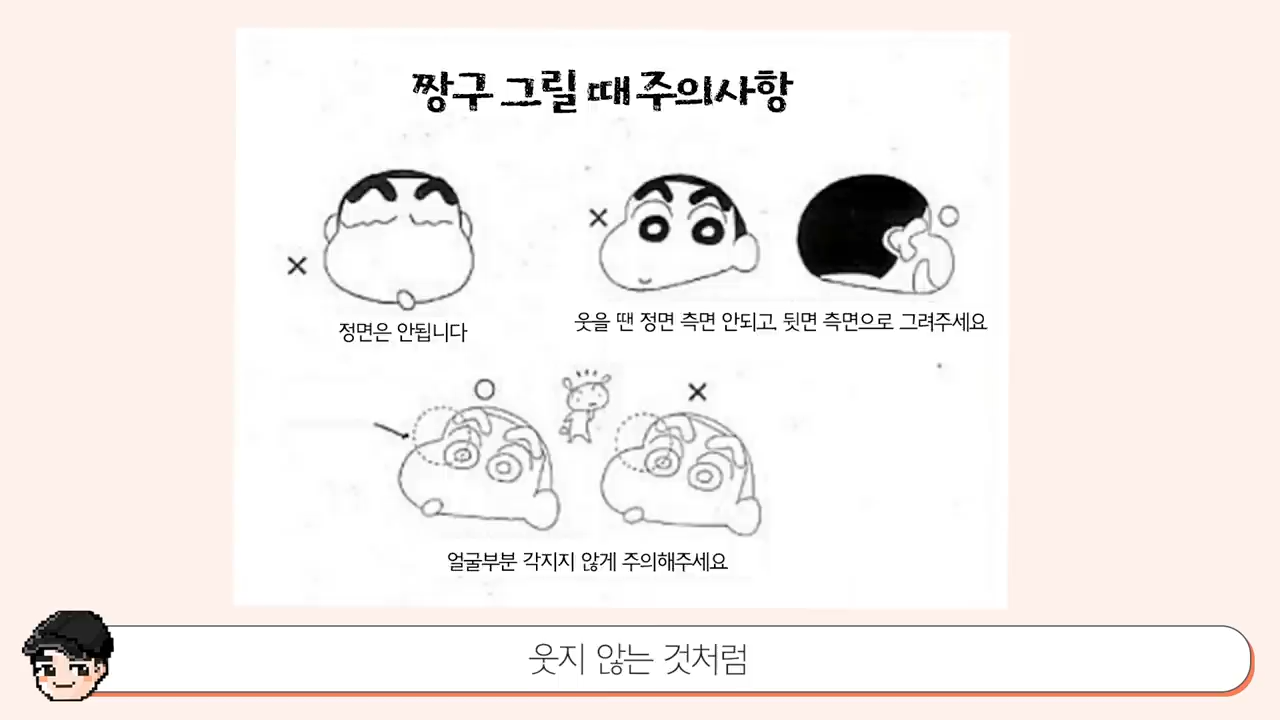 짱구 그릴 때 주의사항
정면은 안됩니다
웃을 땐 정면 측면 안되고, 뒷면 측면으로 그려주세요
얼굴부분 각지지 않게 주의해주세요
웃지 않는 것처럼